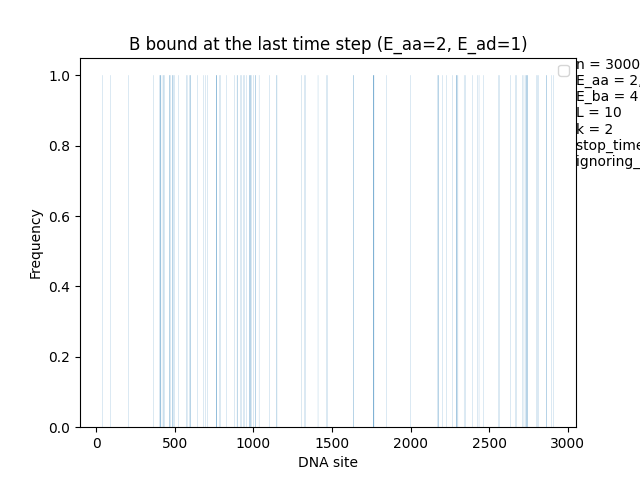 B bound at the last time step (E_aa=2, E_ad=1)
n = 3000
E_aa = 2,
E_ba = 4
L = 10
k = 2
stop_time
ignoring_
1.0
0.8
0.6
0.4
0.2
0.0
Frequency
0 500 1000 1500 2000 2500 3000
DNA site